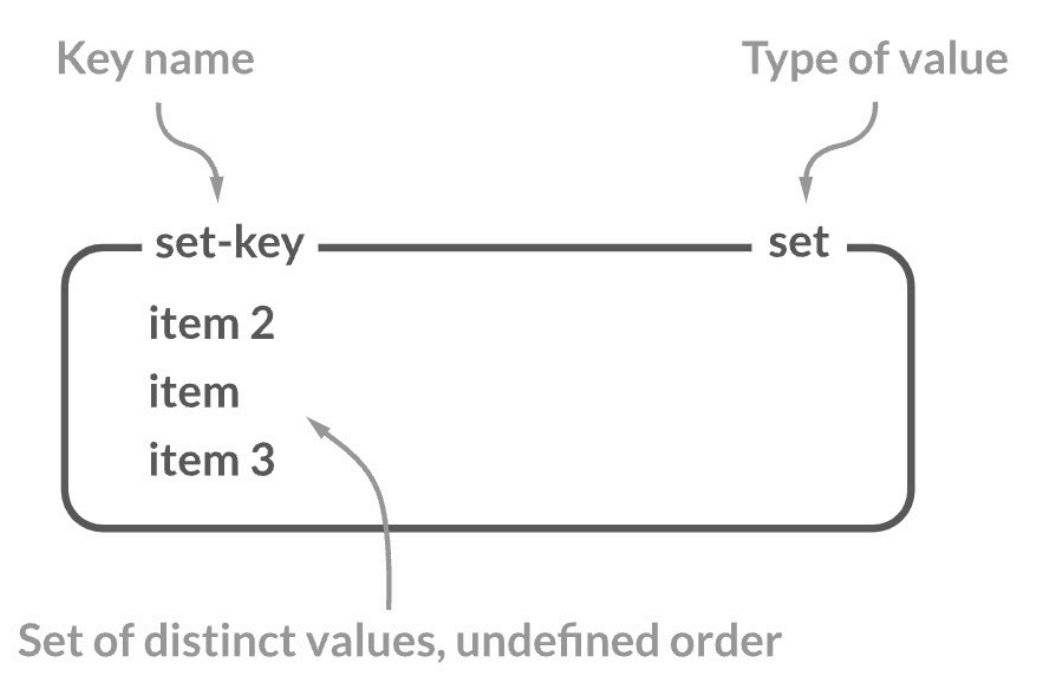 Key name
Type of value
set-key
set
item 2
item
item 3
Set of distinct values, undefined order